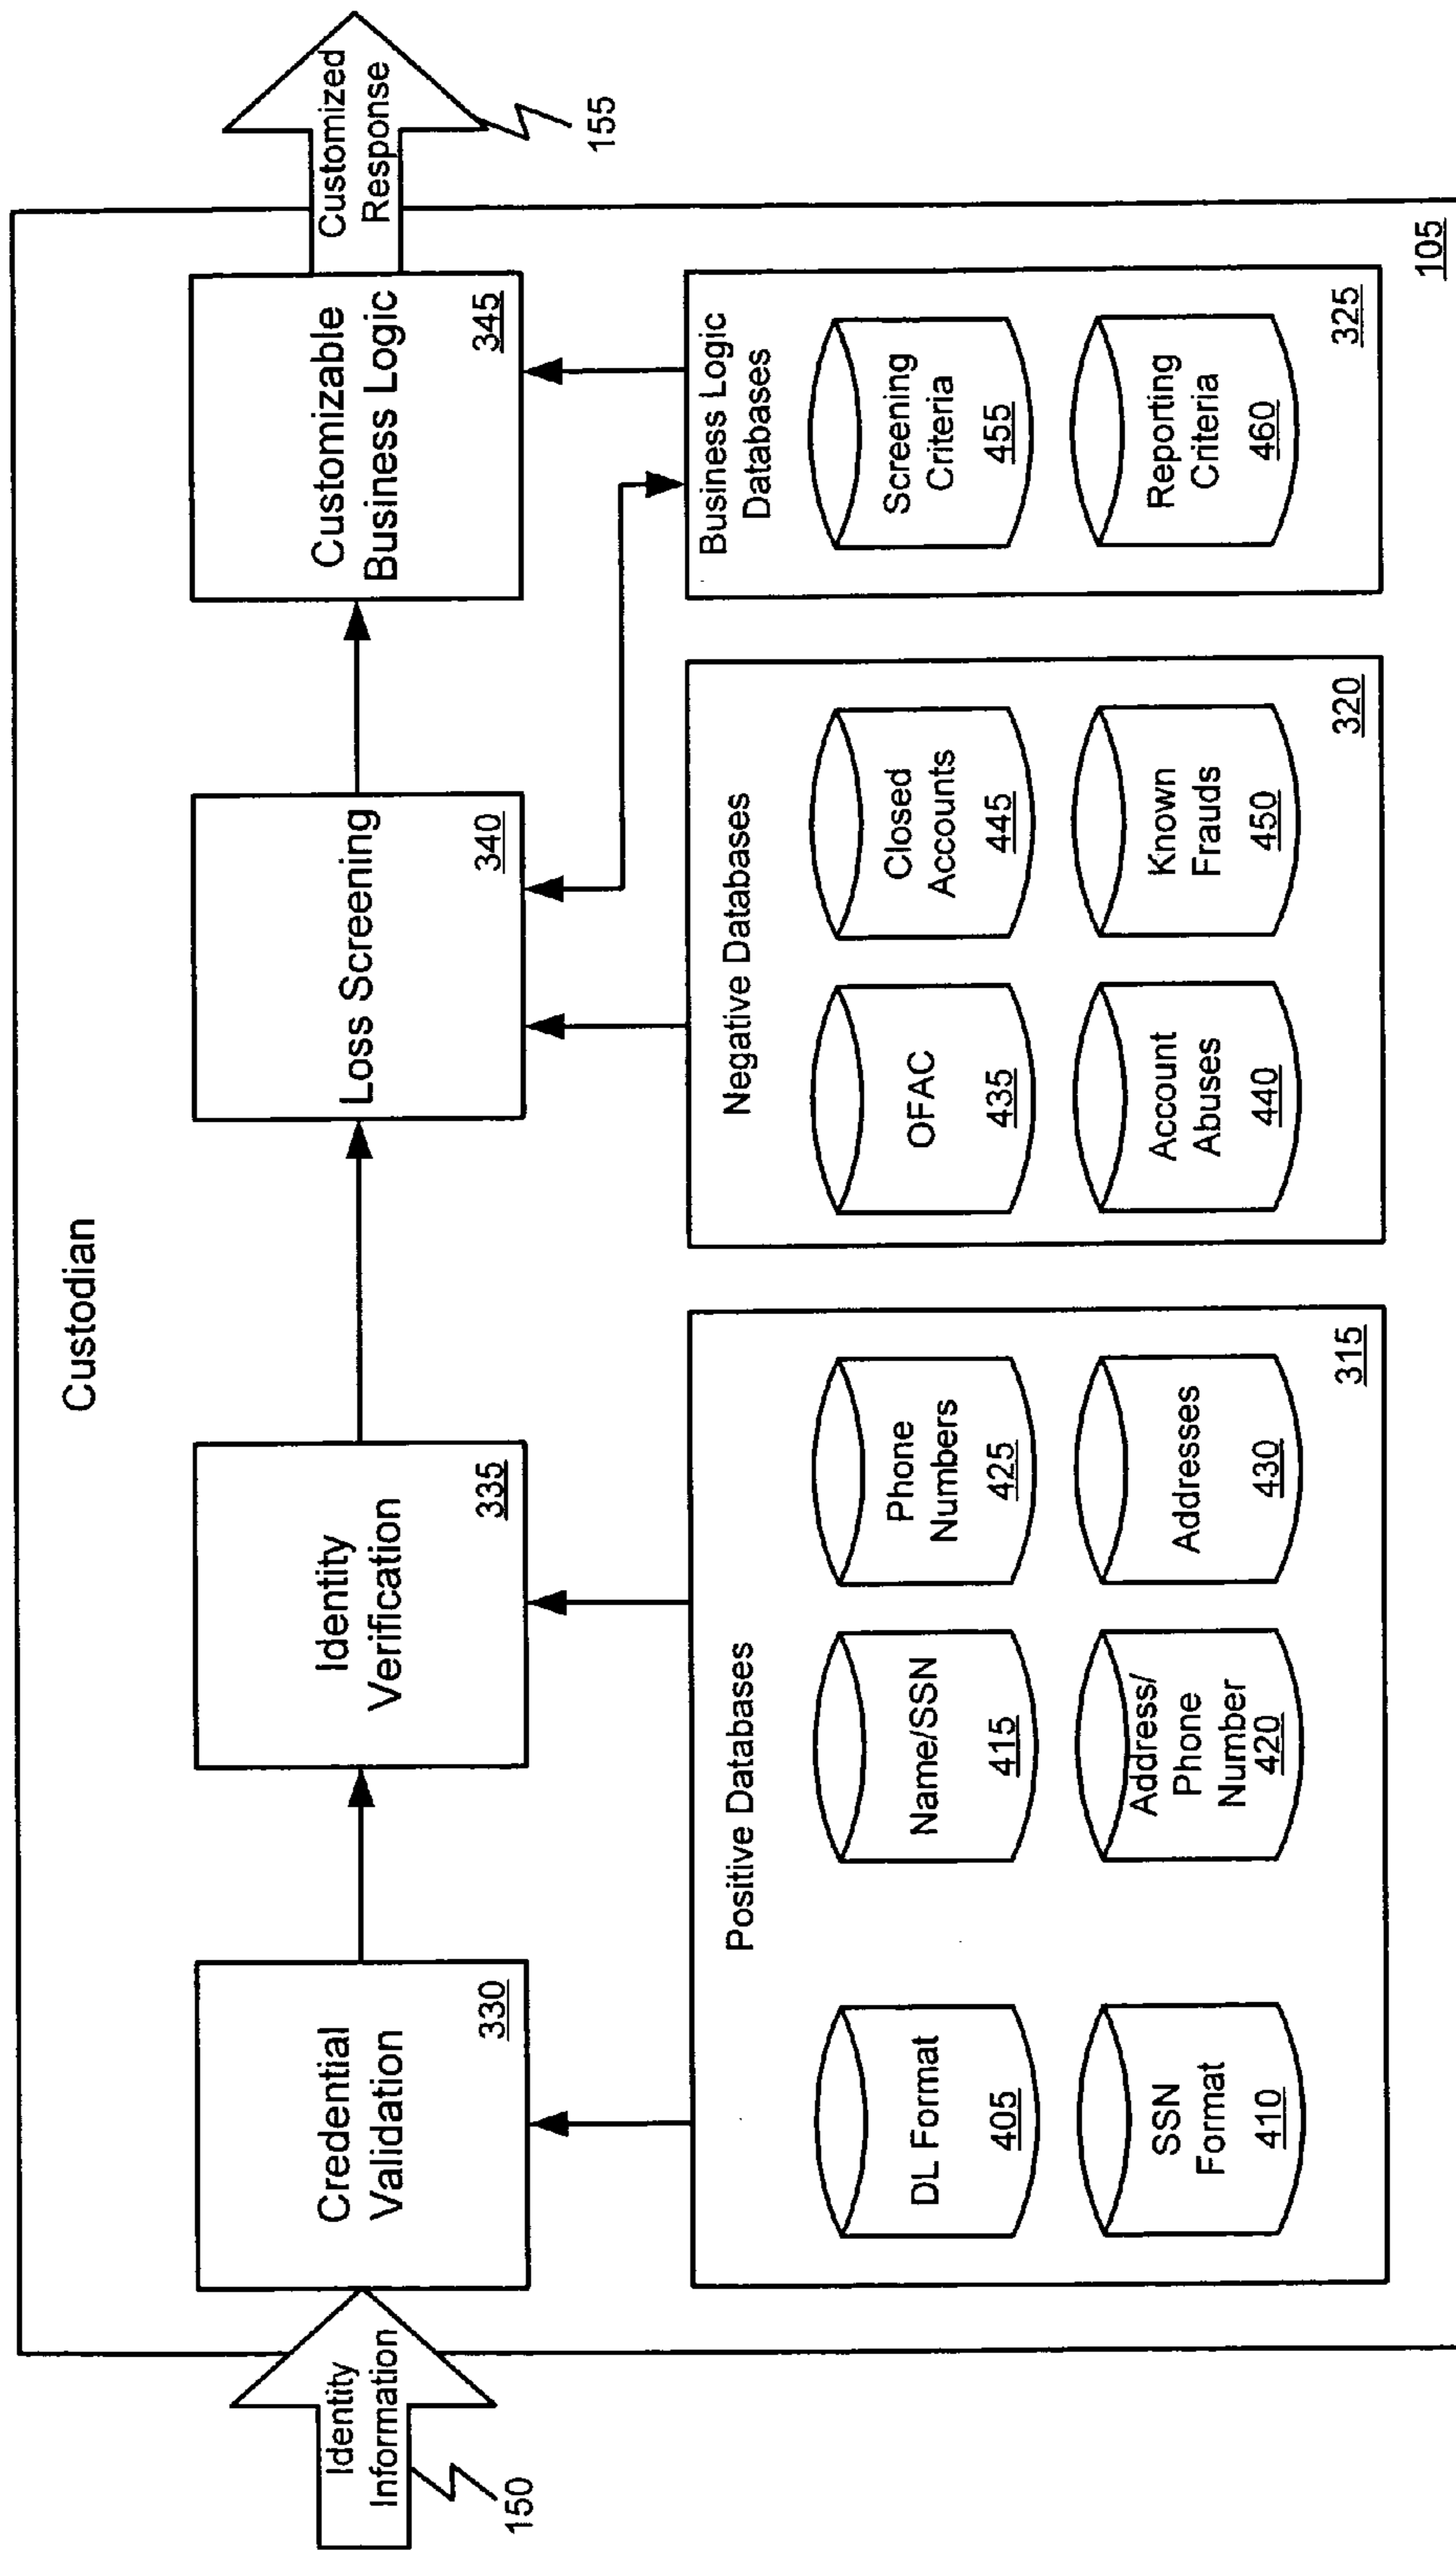 Custodian
Identity
Information
150
Credential
Validation
330
Identity
Verification
335
Loss Screening
340
Customizable
Business Logic
345
Customized
Response
155
Positive Databases
DL Format
405
SSN
Format
410
Name/SSN
415
Address/
Phone
Number
420
Phone
Numbers
425
Addresses
430
315
Negative Databases
OFAC
435
Account
Abuses
440
Closed
Accounts
445
Known
Frauds
450
320
Business Logic
Databases
Screening
Criteria
455
Reporting
Criteria
460
325
105